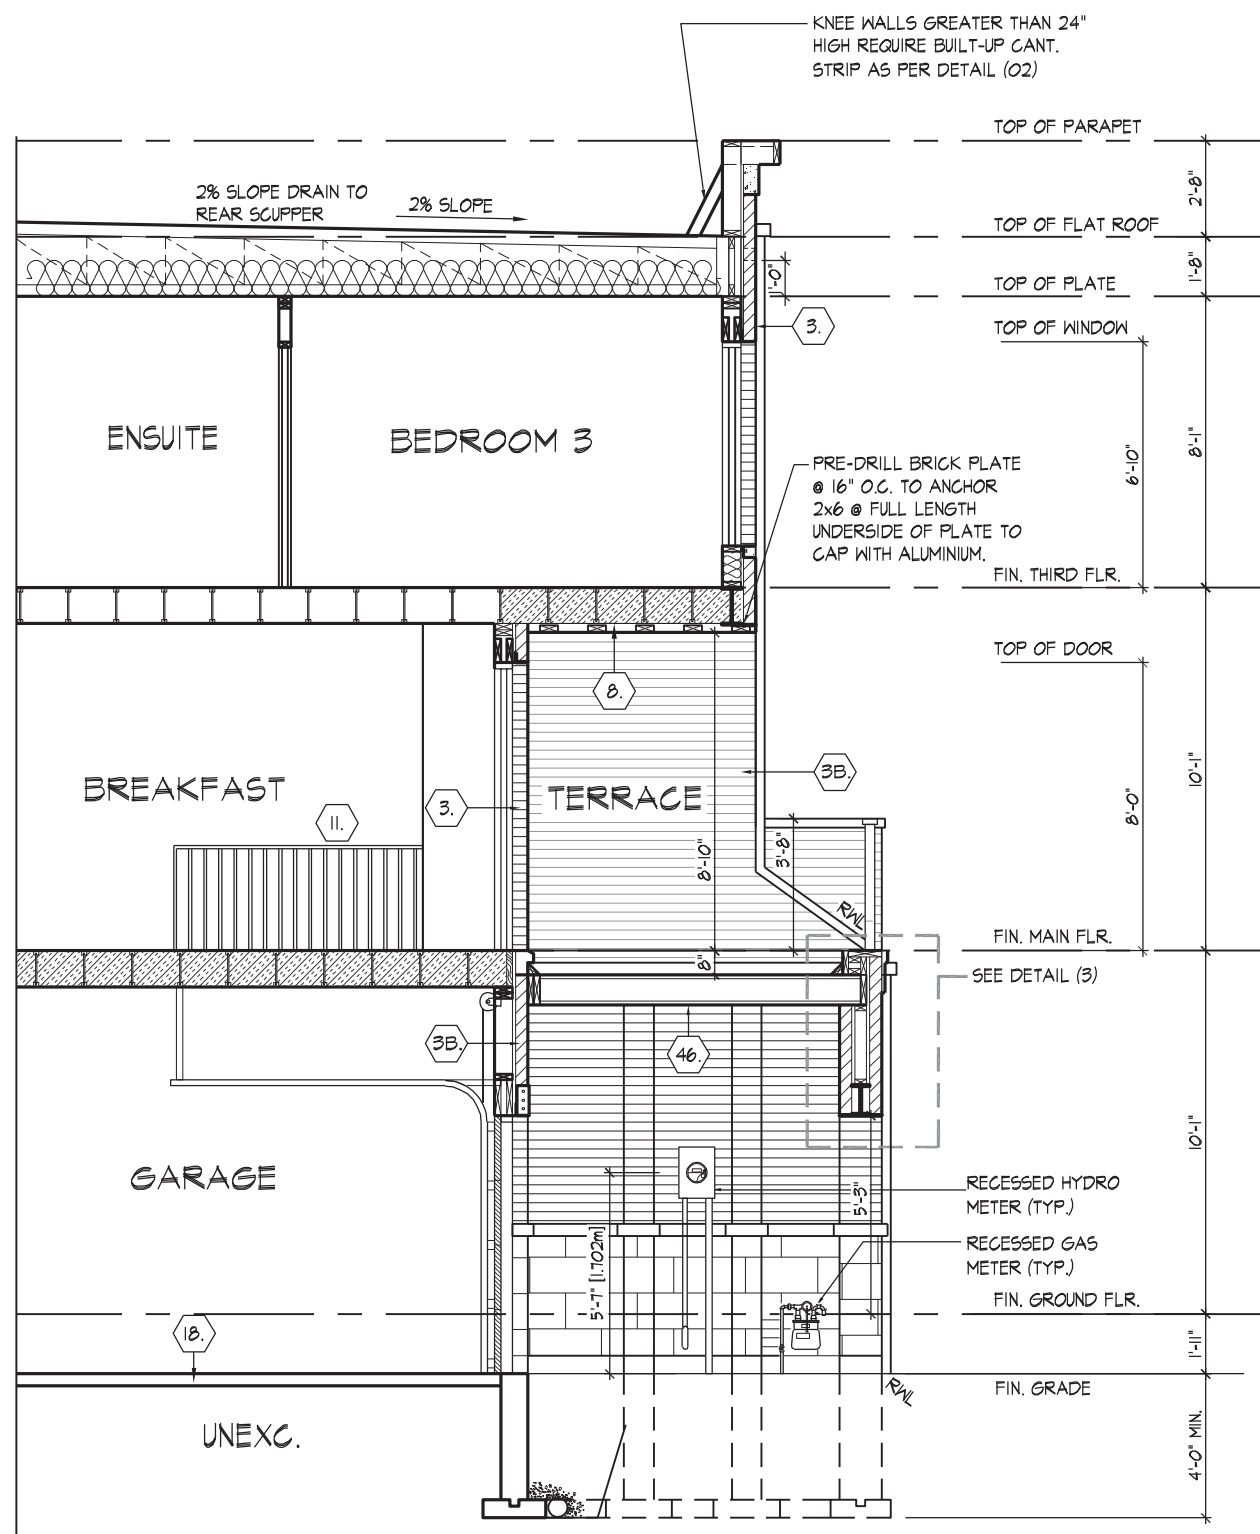 KNEE WALLS GREATER THAN 24"
HIGH REQUIRE BUILT-UP CANT.
STRIP AS PER DETAIL (02)
TOP OF PARAPET
2'-8"
2% SLOPE DRAIN TO
REAR SCUPPER
2% SLOPE
TOP OF FLAT ROOF
1'-8"
1'-0"
TOP OF PLATE
3.
TOP OF WINDOW
ENSUITE
BEDROOM 3
6'-10"
8'-1"
PRE-DRILL BRICK PLATE
@ 16" O.C. TO ANCHOR
2x6 @ FULL LENGTH
UNDERSIDE OF PLATE TO
CAP WITH ALUMINIUM.
FIN. THIRD FLR.
TOP OF DOOR
8.
3B.
BREAKFAST
TERRACE
3.
11.
8'-10"
3'-8"
8'-0"
10'-1"
RWL
FIN. MAIN FLR.
8"
SEE DETAIL (3)
3B.
46.
GARAGE
10'-1"
RECESSED HYDRO
METER (TYP.)
5'-3"
RECESSED GAS
METER (TYP.)
5'-7" [1.702m]
FIN. GROUND FLR.
18.
1'-11"
RWL
FIN. GRADE
UNEXC.
4'-0" MIN.